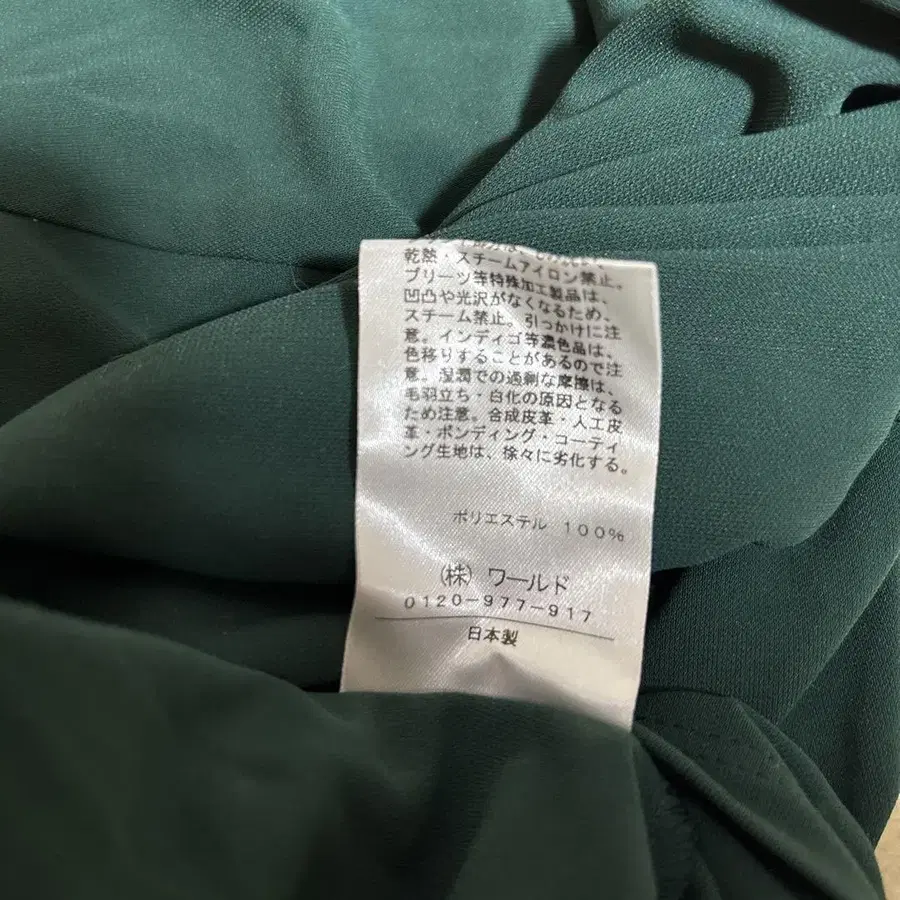 乾熱・スチームアイロン禁止。
プリーツ等特殊加工製品は、
凹凸や光沢がなくなるため、
スチーム禁止。引っかけに注
意。インディゴ等濃色品は、
色移りすることがあるので注
意。湿潤での過剰な摩擦は、
毛羽立ち・白化の原因となる
ため注意。合成皮革・人工皮
革・ボンディング・コーティ
ング生地は、徐々に劣化する。
ポリエステル 100%
(株) ワールド
0120-977-917
日本製